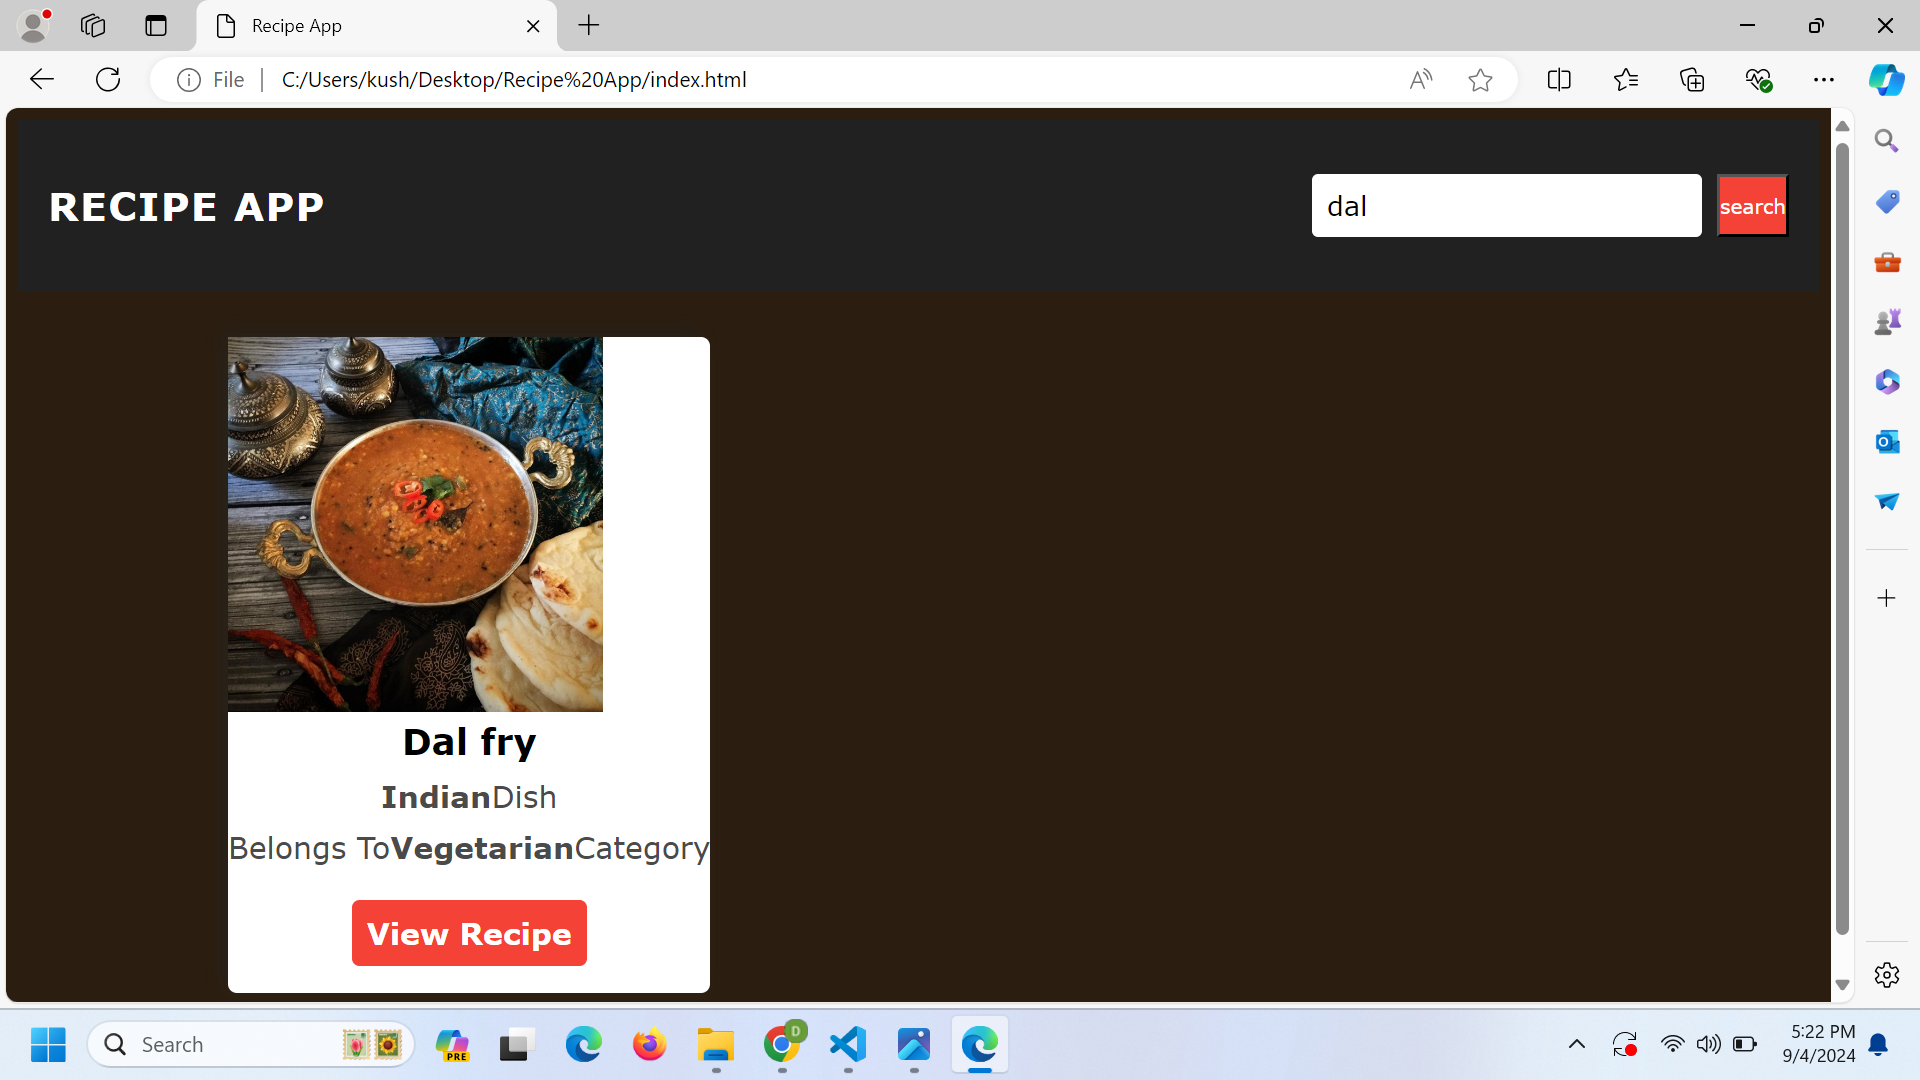 Recipe App
File
C:/Users/kush/Desktop/Recipe%20App/index.html
RECIPE APP
dal
search
Dal fry
IndianDish
Belongs ToVegetarianCategory
View Recipe
Search
PRE
D
5:22 PM
9/4/2024